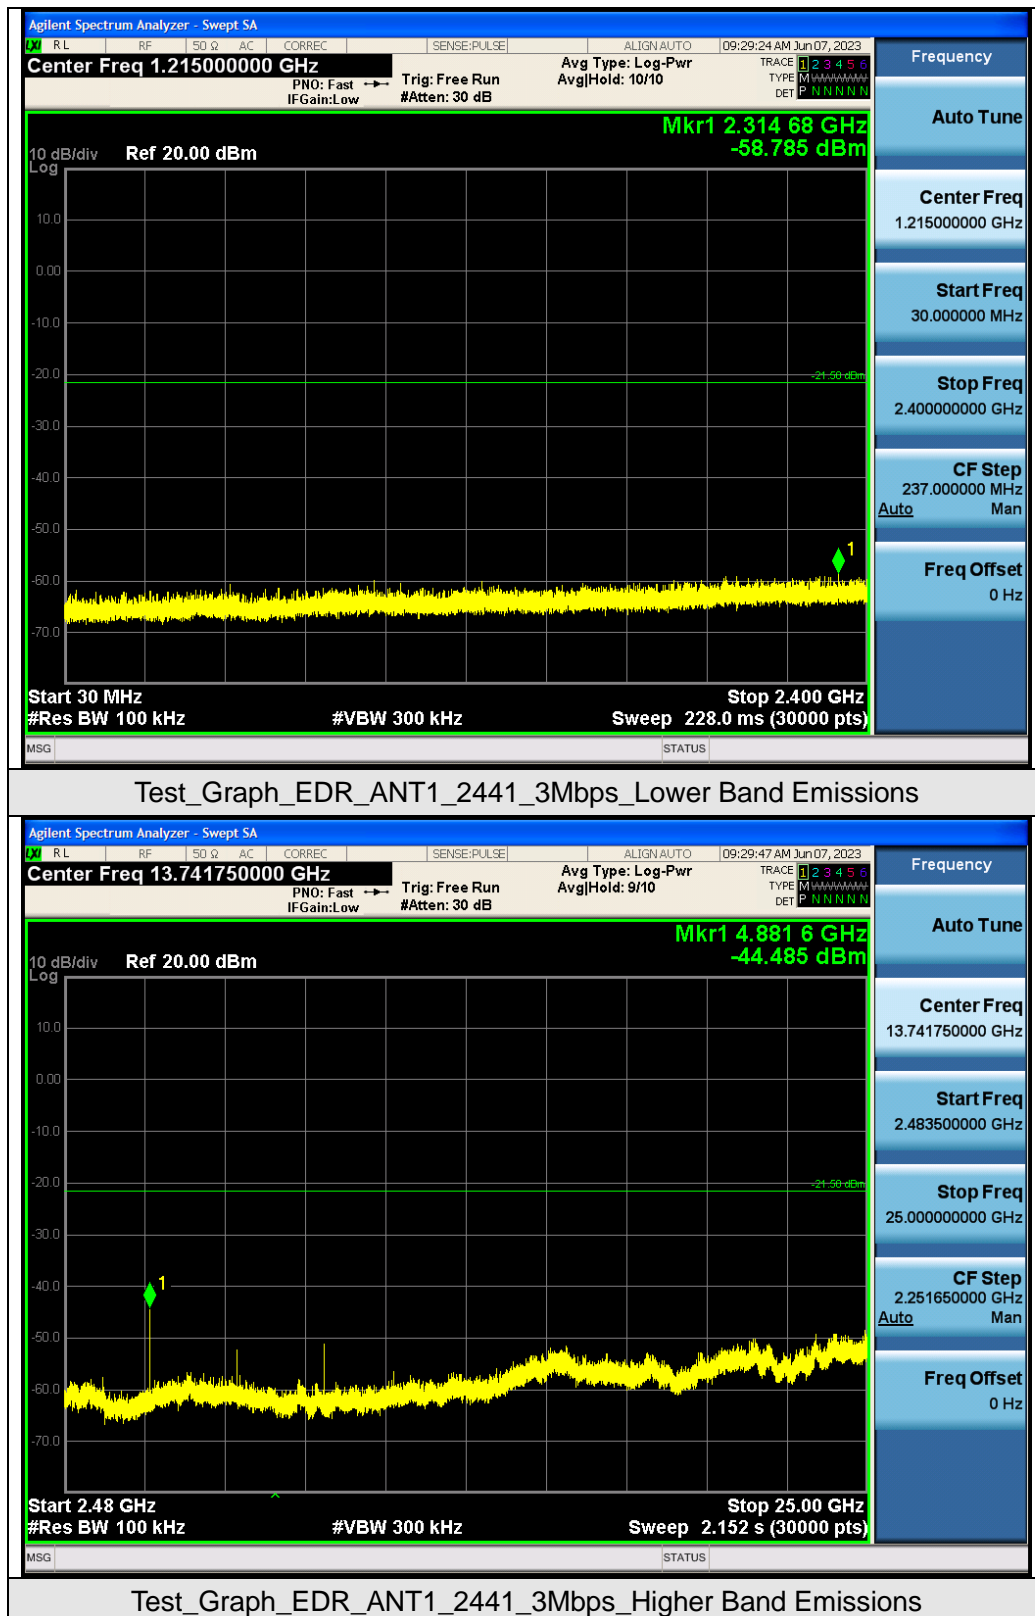 Agilent Spectrum Analyzer - Swept SA
LXI RL RF 50 Ω AC CORREC SENSE:PULSE ALIGN AUTO 09:29:24 AM Jun 07, 2023
Center Freq 1.215000000 GHz
PNO: Fast
IFGain:Low
Trig: Free Run
#Atten: 30 dB
Avg Type: Log-Pwr
Avg|Hold: 10/10
TRACE 1 2 3 4 5 6
TYPE M
DET P N N N N N
Mkr1 2.314 68 GHz
-58.785 dBm
10 dB/div Ref 20.00 dBm
Log
10.0
0.00
-10.0
-20.0
-21.58 dBm
-30.0
-40.0
-50.0
1
-60.0
-70.0
Start 30 MHz Stop 2.400 GHz
#Res BW 100 kHz #VBW 300 kHz Sweep 228.0 ms (30000 pts)
MSG STATUS
Frequency
Auto Tune
Center Freq
1.215000000 GHz
Start Freq
30.000000 MHz
Stop Freq
2.400000000 GHz
CF Step
237.000000 MHz
Auto Man
Freq Offset
0 Hz
Test_Graph_EDR_ANT1_2441_3Mbps_Lower Band Emissions
Agilent Spectrum Analyzer - Swept SA
LXI RL RF 50 Ω AC CORREC SENSE:PULSE ALIGN AUTO 09:29:47 AM Jun 07, 2023
Center Freq 13.741750000 GHz
PNO: Fast
IFGain:Low
Trig: Free Run
#Atten: 30 dB
Avg Type: Log-Pwr
Avg|Hold: 9/10
TRACE 1 2 3 4 5 6
TYPE M
DET P N N N N N
Mkr1 4.881 6 GHz
-44.485 dBm
10 dB/div Ref 20.00 dBm
Log
10.0
0.00
-10.0
-20.0
-21.58 dBm
-30.0
1
-40.0
-50.0
-60.0
-70.0
Start 2.48 GHz Stop 25.00 GHz
#Res BW 100 kHz #VBW 300 kHz Sweep 2.152 s (30000 pts)
MSG STATUS
Frequency
Auto Tune
Center Freq
13.741750000 GHz
Start Freq
2.483500000 GHz
Stop Freq
25.000000000 GHz
CF Step
2.251650000 GHz
Auto Man
Freq Offset
0 Hz
Test_Graph_EDR_ANT1_2441_3Mbps_Higher Band Emissions